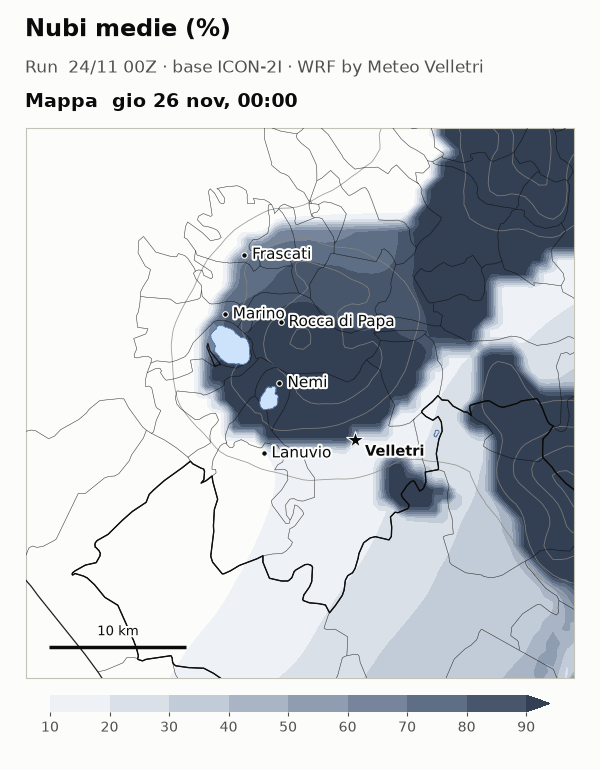 Nubi medie (%)
Run  24/11 00Z · base ICON-2I · WRF by Meteo Velletri
Mappa  gio 26 nov, 00:00
Frascati
Marino
Rocca di Papa
Nemi
Lanuvio
Velletri
10 km
10 20 30 40 50 60 70 80 90